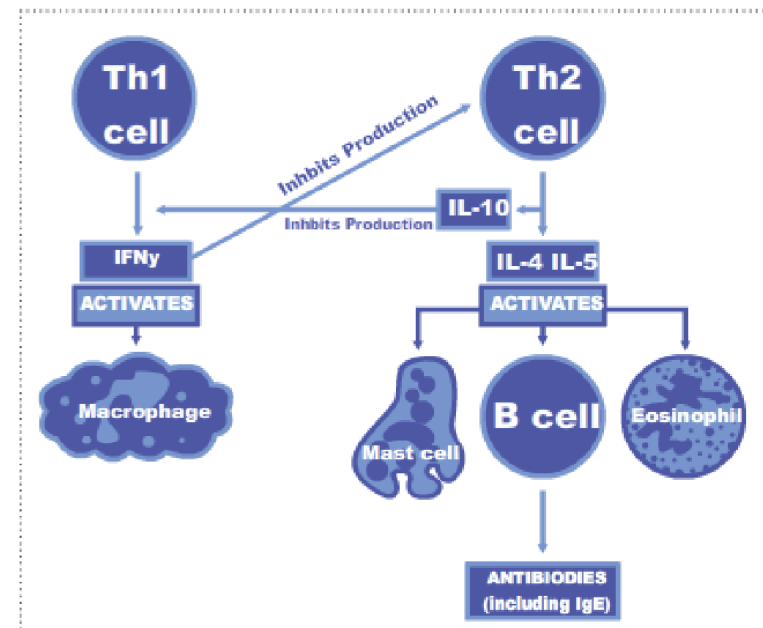 Th1
cell
Th2
cell
Inhbits Production
IL-10
Inhbits Production
IFNy
IL-4 IL-5
ACTIVATES
ACTIVATES
Macrophage
Mast cell
B cell
Eosinophil
ANTIBIODIES
(including IgE)